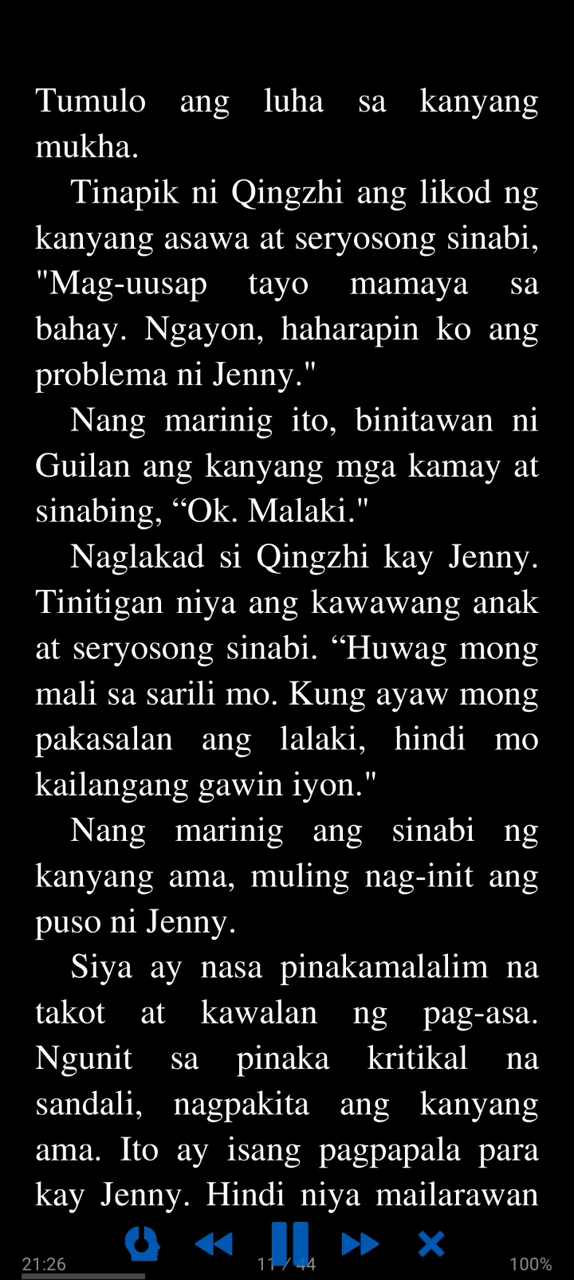 Tumulo ang luha sa kanyang
mukha.
Tinapik ni Qingzhi ang likod ng
kanyang asawa at seryosong sinabi,
"Mag-uusap tayo mamaya sa
bahay. Ngayon, haharapin ko ang
problema ni Jenny."
Nang marinig ito, binitawan ni
Guilan ang kanyang mga kamay at
sinabing, “Ok. Malaki."
Naglakad si Qingzhi kay Jenny.
Tinitigan niya ang kawawang anak
at seryosong sinabi. “Huwag mong
mali sa sarili mo. Kung ayaw mong
pakasalan ang lalaki, hindi mo
kailangang gawin iyon."
Nang marinig ang sinabi ng
kanyang ama, muling nag-init ang
puso ni Jenny.
Siya ay nasa pinakamalalim na
takot at kawalan ng pag-asa.
Ngunit sa pinaka kritikal na
sandali, nagpakita ang kanyang
ama. Ito ay isang pagpapala para
kay Jenny. Hindi niya mailarawan
21:26 11 / 44 100%